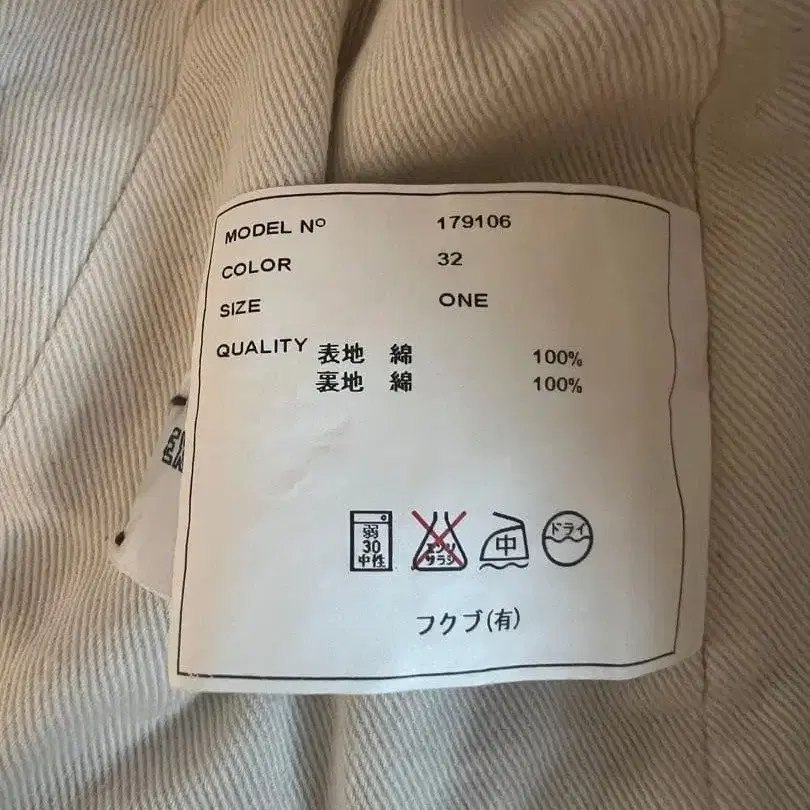 MODEL Nº 179106
COLOR 32
SIZE ONE
QUALITY 表地 綿 100%
裏地 綿 100%
弱 エンソ 中 ドライ
30 サラシ
中性
フクブ(有)